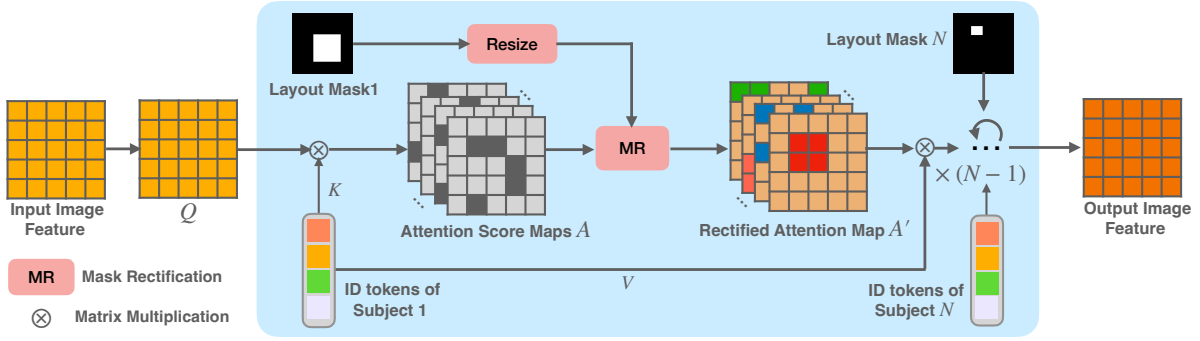 Layout Mask1
Resize
Layout Mask N
MR
× (N − 1)
Input Image
Feature
Q
K
Attention Score Maps A
Rectified Attention Map A′
Output Image
Feature
V
MR
Mask Rectification
Matrix Multiplication
ID tokens of
Subject 1
ID tokens of
Subject N